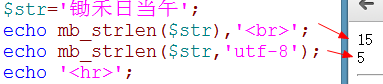 $str='锄禾日当午';
echo mb_strlen($str),'<br>';
echo mb_strlen($str,'utf-8');
echo '<hr>';
15
5